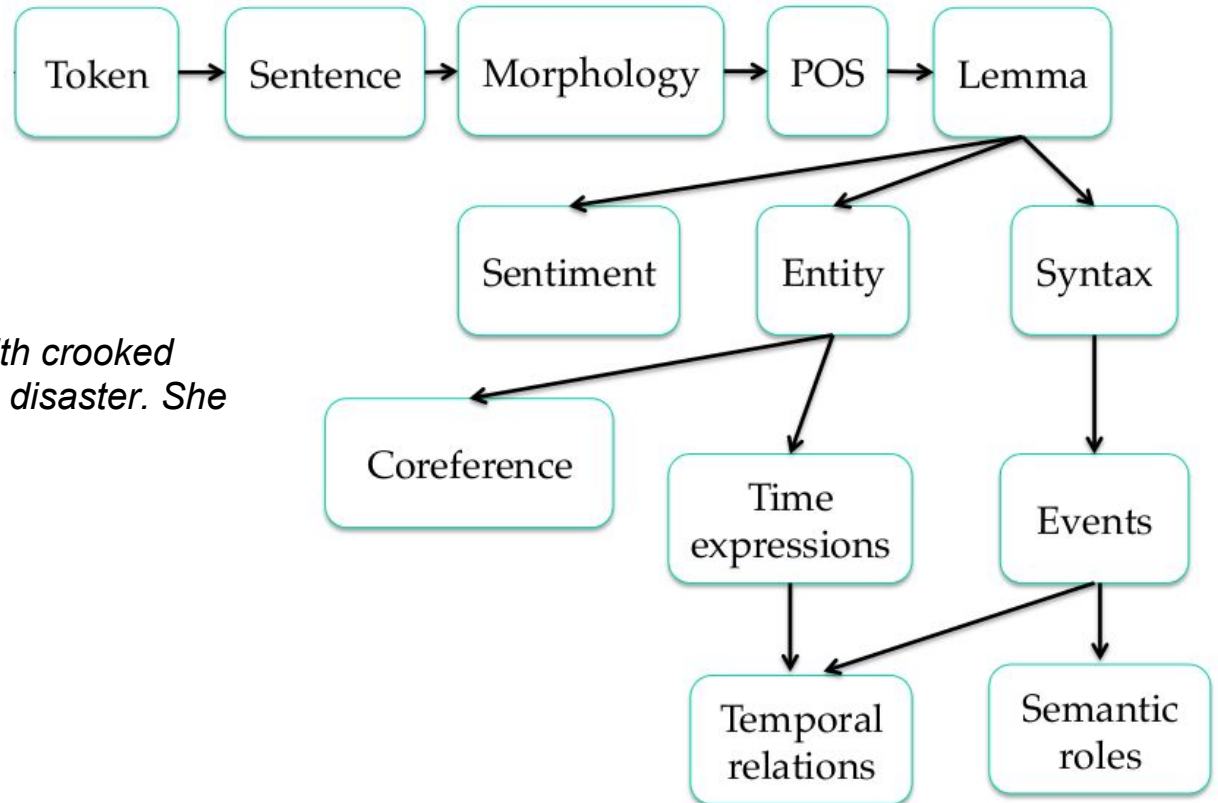 Token
Sentence
Morphology
POS
Lemma
Sentiment
Entity
Syntax
crooked
disaster. She
Coreference
Time
expressions
Events
Temporal
relations
Semantic
roles